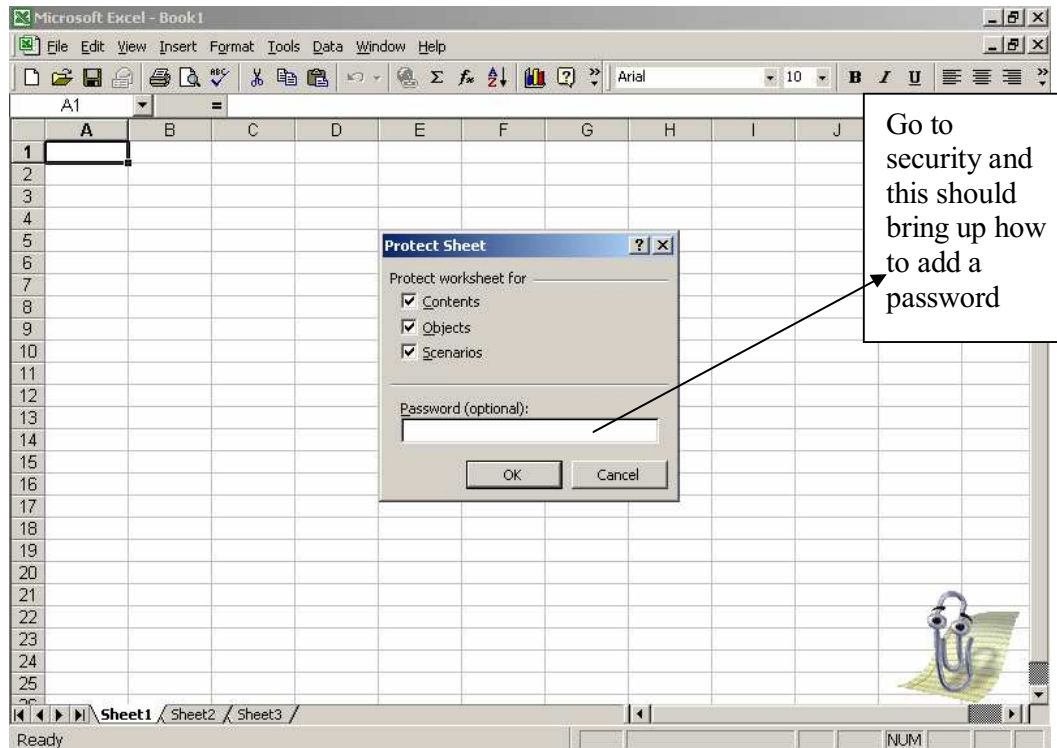 Microsoft Excel - Book1
File Edit View Insert Format Tools Data Window Help
ABC Σ fx Arial 10 B I U
A1 =
A B C D E F G H I J
1
2
3
4
5
6
7
8
9
10
11
12
13
14
15
16
17
18
19
20
21
22
23
24
25
Go to
security and
this should
bring up how
to add a
password
Protect Sheet
Protect worksheet for
Contents
Objects
Scenarios
Password (optional):
OK Cancel
Sheet1 Sheet2 Sheet3
Ready NUM